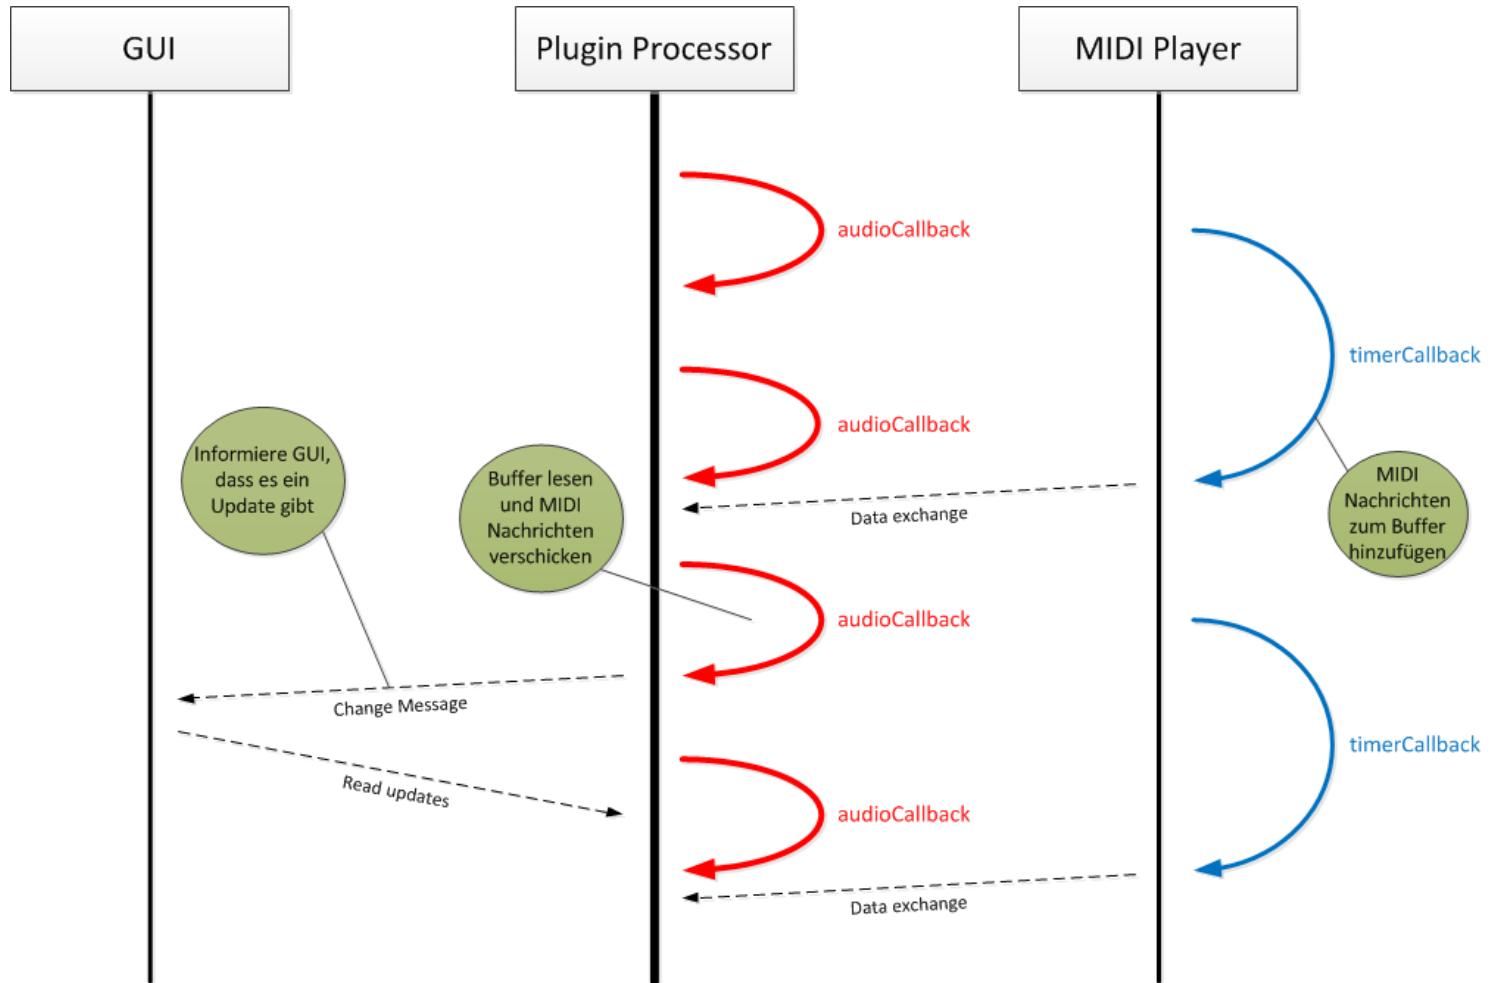 GUI
Plugin Processor
MIDI Player
audioCallback
timerCallback
audioCallback
Informiere GUI,
dass es ein
Update gibt
Buffer lesen
und MIDI
Nachrichten
verschicken
MIDI
Nachrichten
zum Buffer
hinzufügen
Data exchange
audioCallback
Change Message
timerCallback
Read updates
audioCallback
Data exchange